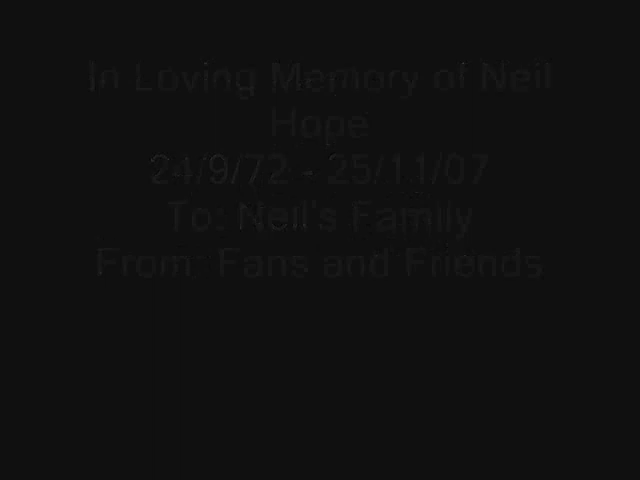 In Loving Memory of Neil
Hope
24/9/72 - 25/11/07
To: Neil's Family
From: Fans and Friends